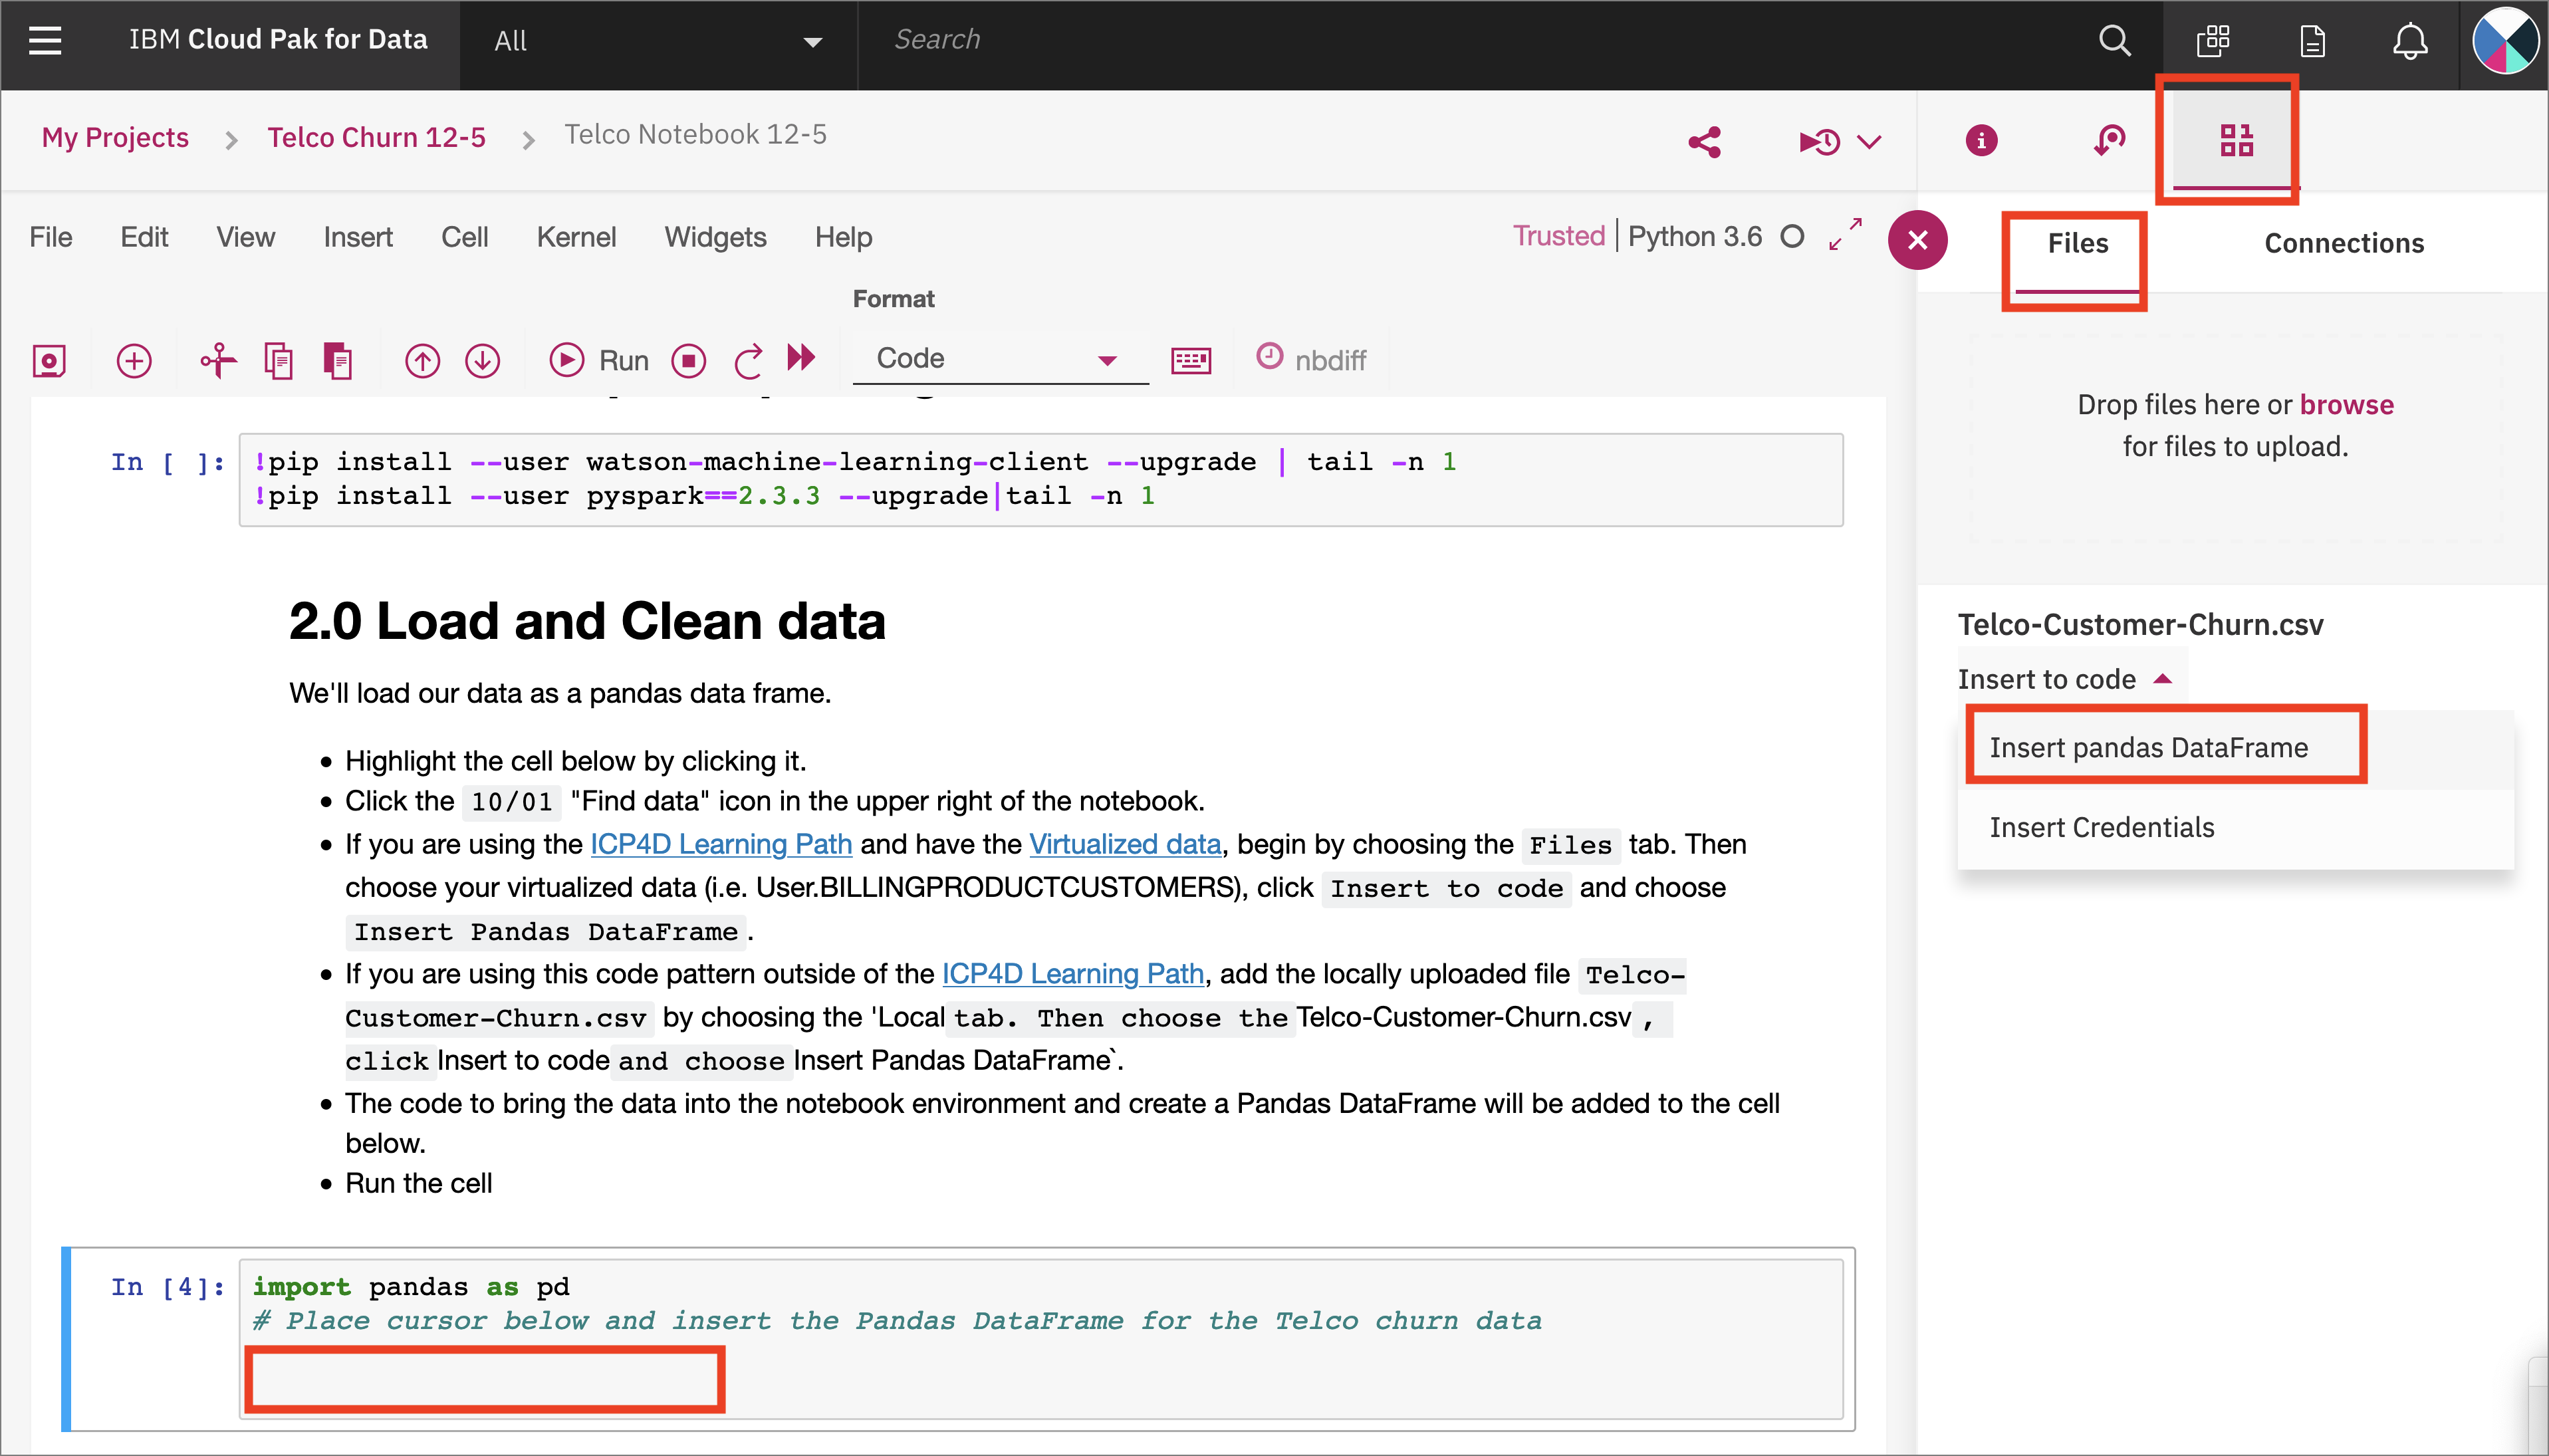 IBM Cloud Pak for Data
All
Search
My Projects > Telco Churn 12-5 > Telco Notebook 12-5
File Edit View Insert Cell Kernel Widgets Help
Trusted | Python 3.6
Files
Connections
Format
Run
Code
nbdiff
Drop files here or browse
for files to upload.
In [ ]:
!pip install --user watson-machine-learning-client --upgrade | tail -n 1
!pip install --user pyspark==2.3.3 --upgrade|tail -n 1
2.0 Load and Clean data
We'll load our data as a pandas data frame.
• Highlight the cell below by clicking it.
• Click the 10/01 "Find data" icon in the upper right of the notebook.
• If you are using the ICP4D Learning Path and have the Virtualized data, begin by choosing the Files tab. Then
choose your virtualized data (i.e. User.BILLINGPRODUCTCUSTOMERS), click Insert to code and choose
Insert Pandas DataFrame.
• If you are using this code pattern outside of the ICP4D Learning Path, add the locally uploaded file Telco-
Customer-Churn.csv by choosing the 'Local tab. Then choose the Telco-Customer-Churn.csv ,
click Insert to code and choose Insert Pandas DataFrame`.
• The code to bring the data into the notebook environment and create a Pandas DataFrame will be added to the cell
below.
• Run the cell
In [4]:
import pandas as pd
# Place cursor below and insert the Pandas DataFrame for the Telco churn data
Telco-Customer-Churn.csv
Insert to code
Insert pandas DataFrame
Insert Credentials